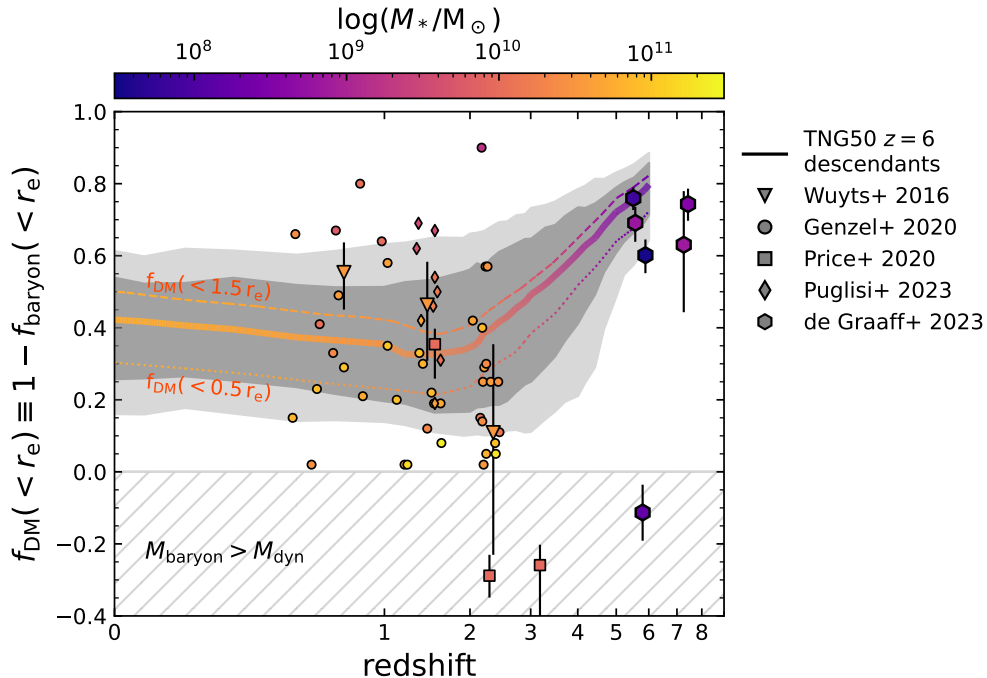 log(M*/M⊙)
10⁸ 10⁹ 10¹⁰ 10¹¹
f_DM(< r_e) ≡ 1 − f_baryon(< r_e)
1.0
0.8
0.6
0.4
0.2
0.0
−0.2
−0.4
f_DM(< 1.5 r_e)
f_DM(< 0.5 r_e)
M_baryon > M_dyn
0 1 2 3 4 5 6 7 8
redshift
TNG50 z = 6
descendants
Wuyts+ 2016
Genzel+ 2020
Price+ 2020
Puglisi+ 2023
de Graaff+ 2023